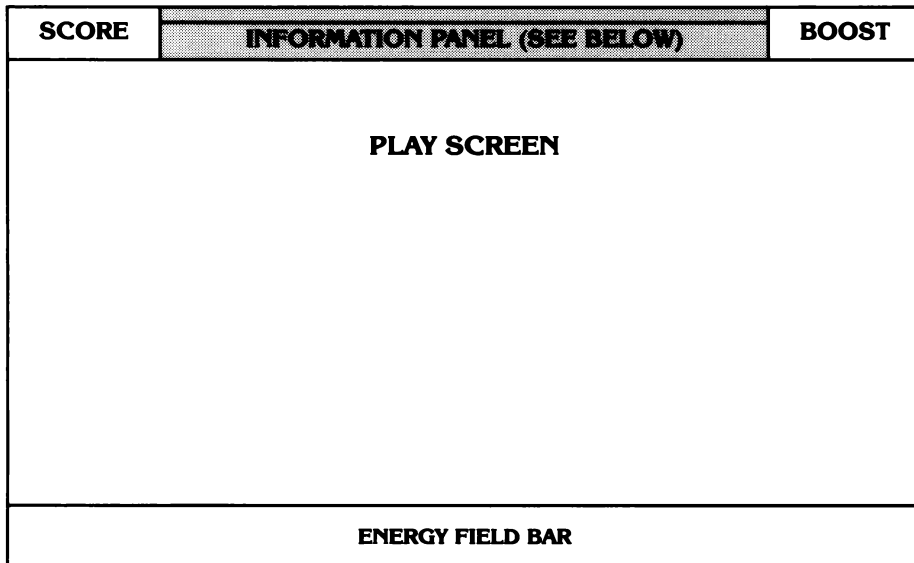 SCORE
INFORMATION PANEL (SEE BELOW)
BOOST
PLAY SCREEN
ENERGY FIELD BAR